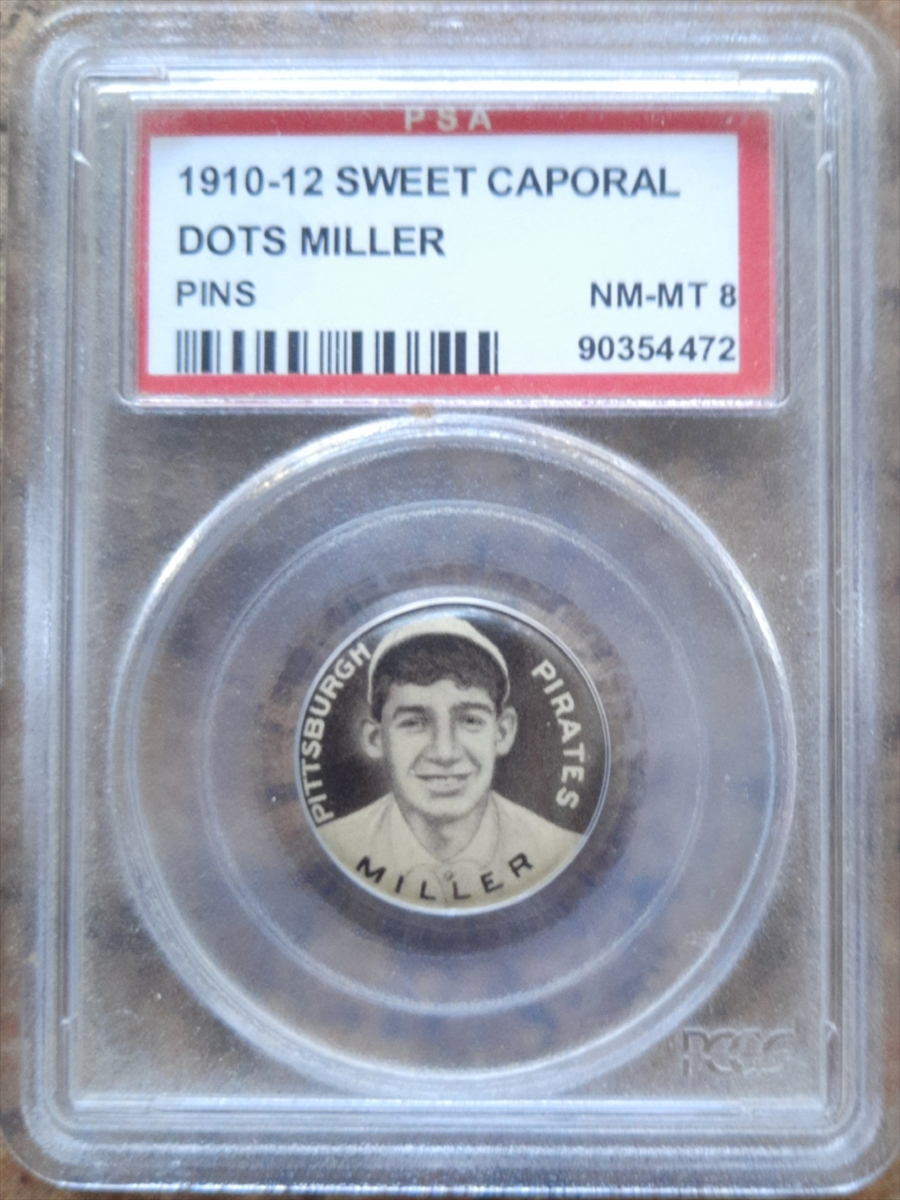 PSA
1910-12 SWEET CAPORAL
DOTS MILLER
PINS NM-MT 8
90354472
PITTSBURGH PIRATES
MILLER